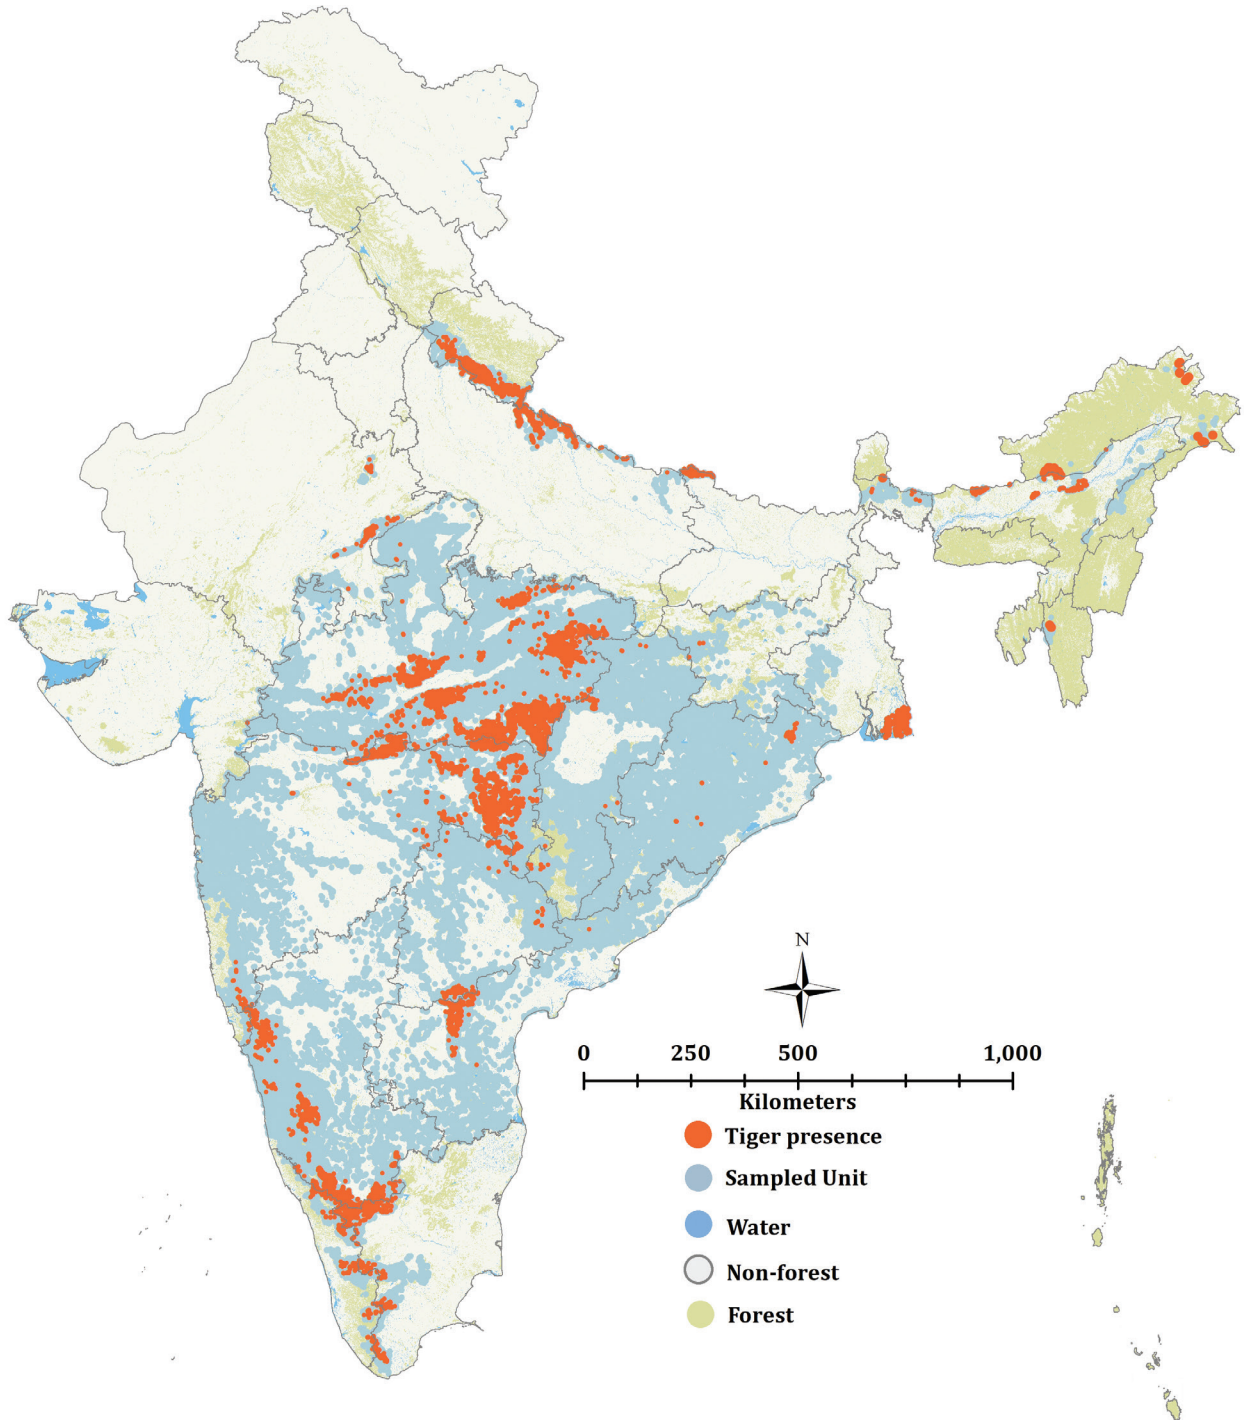 N
0 250 500 1,000
Kilometers
Tiger presence
Sampled Unit
Water
Non-forest
Forest